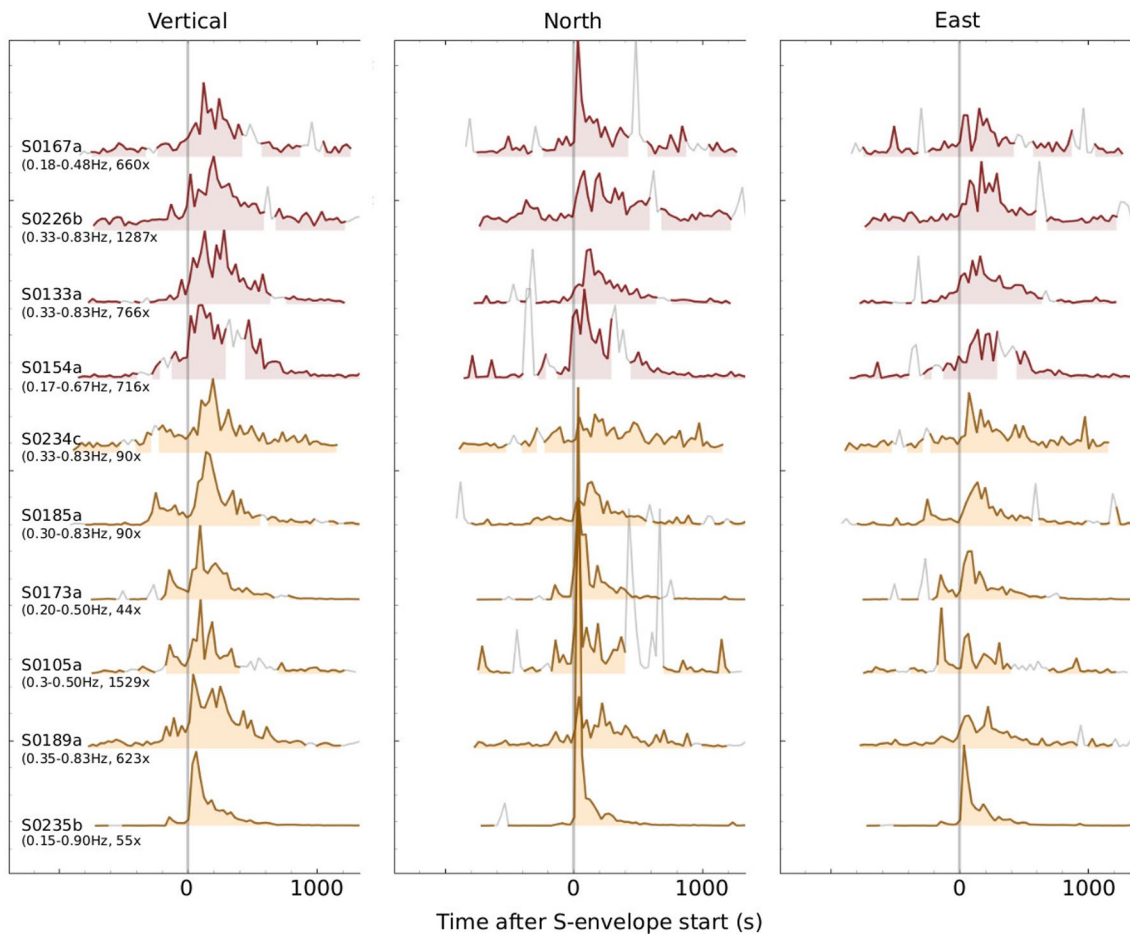 Vertical North East
S0167a
(0.18-0.48Hz, 660x
S0226b
(0.33-0.83Hz, 1287x
S0133a
(0.33-0.83Hz, 766x
S0154a
(0.17-0.67Hz, 716x
S0234c
(0.33-0.83Hz, 90x
S0185a
(0.30-0.83Hz, 90x
S0173a
(0.20-0.50Hz, 44x
S0105a
(0.3-0.50Hz, 1529x
S0189a
(0.35-0.83Hz, 623x
S0235b
(0.15-0.90Hz, 55x
0 1000 0 1000 0 1000
Time after S-envelope start (s)